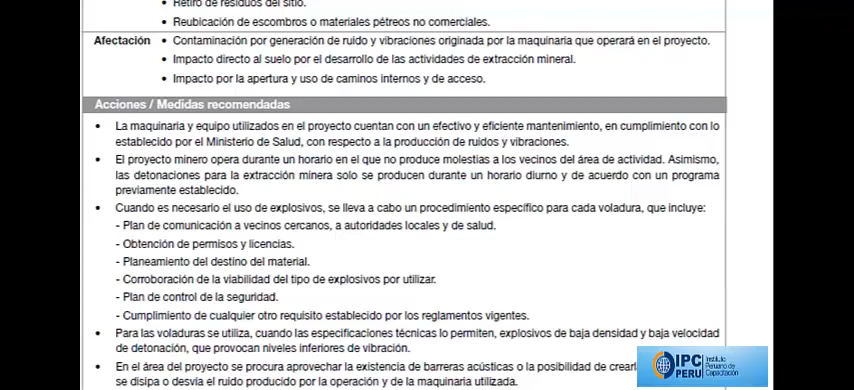 • Retiro de residuos del sitio.
• Reubicación de escombros o materiales pétreos no comerciales.
Afectación • Contaminación por generación de ruido y vibraciones originada por la maquinaria que operará en el proyecto.
• Impacto directo al suelo por el desarrollo de las actividades de extracción mineral.
• Impacto por la apertura y uso de caminos internos y de acceso.
Acciones / Medidas recomendadas
• La maquinaria y equipo utilizados en el proyecto cuentan con un efectivo y eficiente mantenimiento, en cumplimiento con lo
establecido por el Ministerio de Salud, con respecto a la producción de ruidos y vibraciones.
• El proyecto minero opera durante un horario en el que no produce molestias a los vecinos del área de actividad. Asimismo,
las detonaciones para la extracción minera solo se producen durante un horario diurno y de acuerdo con un programa
previamente establecido.
• Cuando es necesario el uso de explosivos, se lleva a cabo un procedimiento específico para cada voladura, que incluye:
- Plan de comunicación a vecinos cercanos, a autoridades locales y de salud.
- Obtención de permisos y licencias.
- Planeamiento del destino del material.
- Corroboración de la viabilidad del tipo de explosivos por utilizar.
- Plan de control de la seguridad.
- Cumplimiento de cualquier otro requisito establecido por los reglamentos vigentes.
• Para las voladuras se utiliza, cuando las especificaciones técnicas lo permiten, explosivos de baja densidad y baja velocidad
de detonación, que provocan niveles inferiores de vibración.
• En el área del proyecto se procura aprovechar la existencia de barreras acústicas o la posibilidad de
se disipa o desvía el ruido producido por la operación y de la maquinaria utilizada.
IPC PERU
Instituto
Peruano de
Capacitación